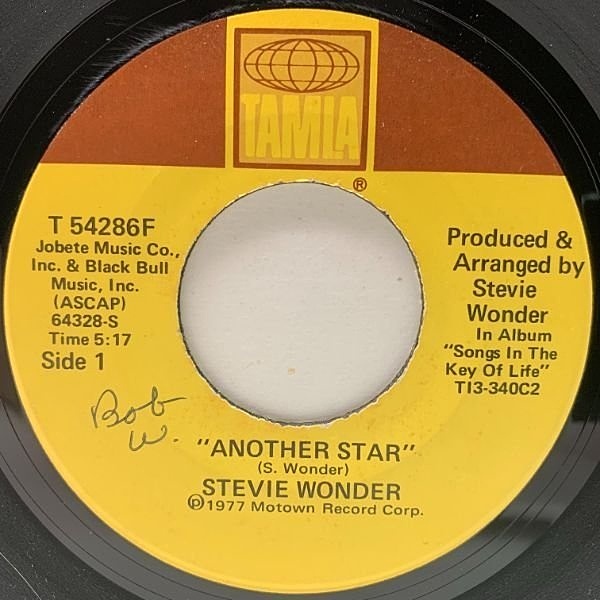 TAMLA
®
T 54286F
Jobete Music Co.,
Inc. & Black Bull
Music, Inc.
(ASCAP)
64328-S
Time 5:17
Side 1
Produced &
Arranged by
Stevie
Wonder
In Album
"Songs In The
Key Of Life"
T13-340C2
Bob
W.
"ANOTHER STAR"
(S. Wonder)
STEVIE WONDER
℗1977 Motown Record Corp.